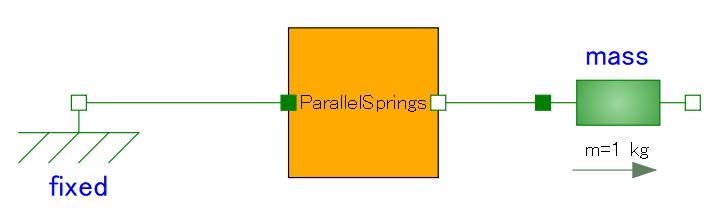 mass
ParallelSprings
m=1 kg
fixed